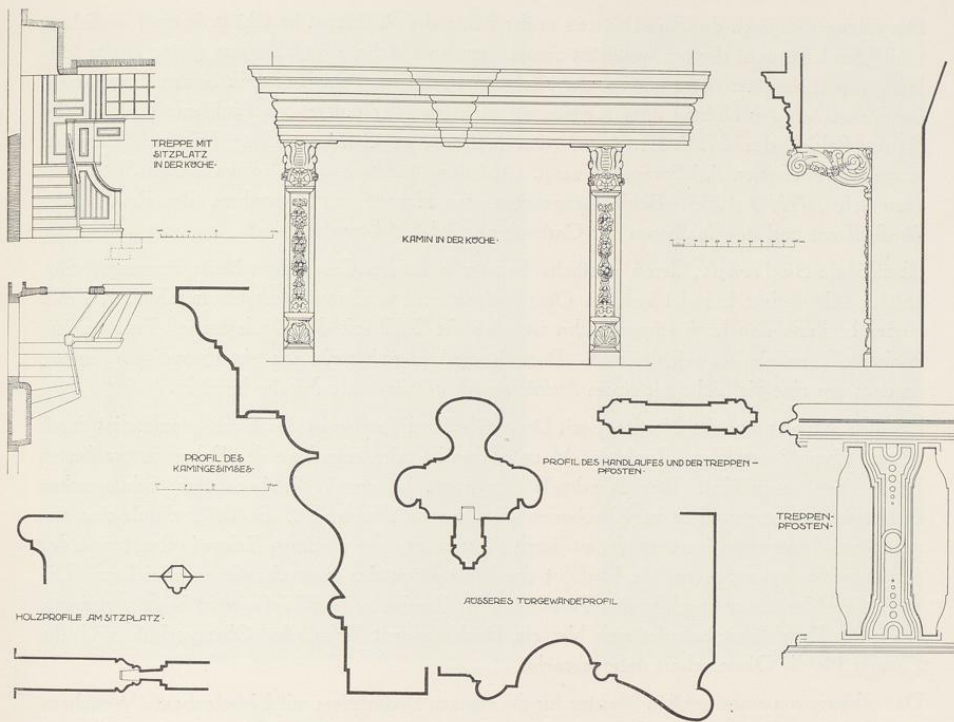 TREPPE MIT
SITZPLATZ
IN DER KÜCHE·
KAMIN IN DER KÜCHE·
PROFIL DES
KAMINGESIMSES·
PROFIL DES HANDLAUFES UND DER TREPPEN–
PFOSTEN·
TREPPEN-
PFOSTEN·
HOLZPROFILE AM SITZPLATZ·
ÄUSSERES TÜRGEWÄNDEPROFIL